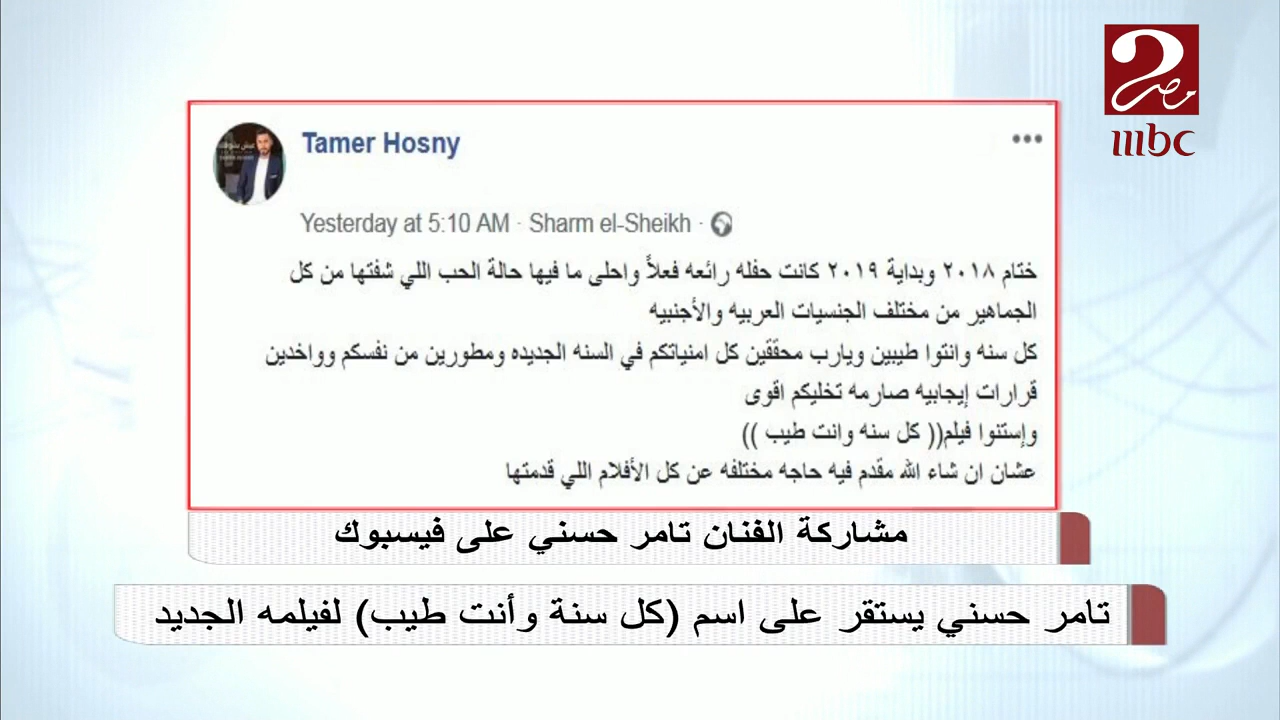 مصر
mbc
Tamer Hosny
Yesterday at 5:10 AM · Sharm el-Sheikh ·
ختام ٢٠١٨ وبداية ٢٠١٩ كانت حفله رائعه فعلاً واحلى ما فيها حالة الحب اللي شفتها من كل
الجماهير من مختلف الجنسيات العربيه والأجنبيه
كل سنه وانتوا طيبين ويارب محققين كل امنياتكم في السنه الجديده ومطورين من نفسكم وواخدين
قرارات إيجابيه صارمه تخليكم اقوى
وإستنوا فيلم(( كل سنه وانت طيب ))
عشان ان شاء الله مقدم فيه حاجه مختلفه عن كل الأفلام اللي قدمتها
مشاركة الفنان تامر حسني على فيسبوك
تامر حسني يستقر على اسم (كل سنة وأنت طيب) لفيلمه الجديد